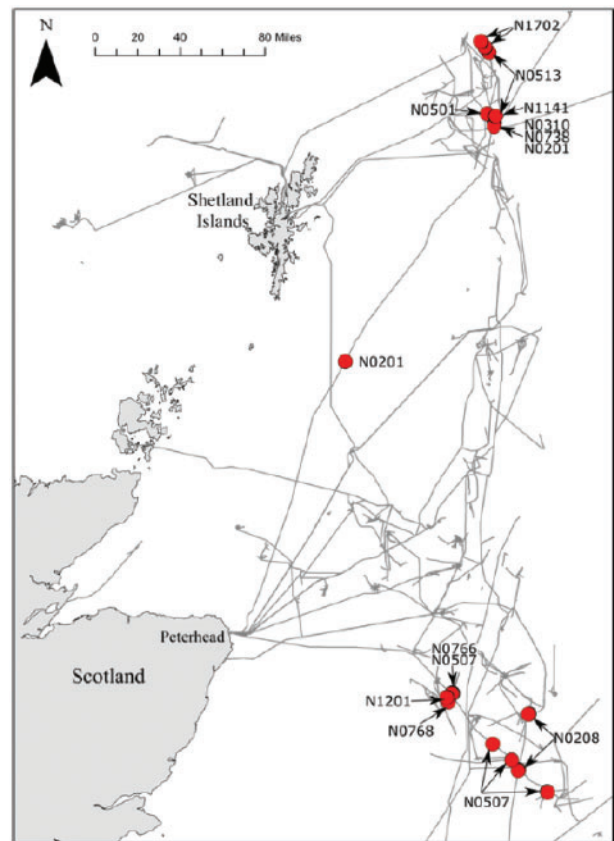 N
0 20 40 80 Miles
N1702
N0513
N0501
N1141
N0310
N0738
N0201
Shetland
Islands
N0201
Peterhead
Scotland
N0766
N0507
N1201
N0768
N0208
N0507